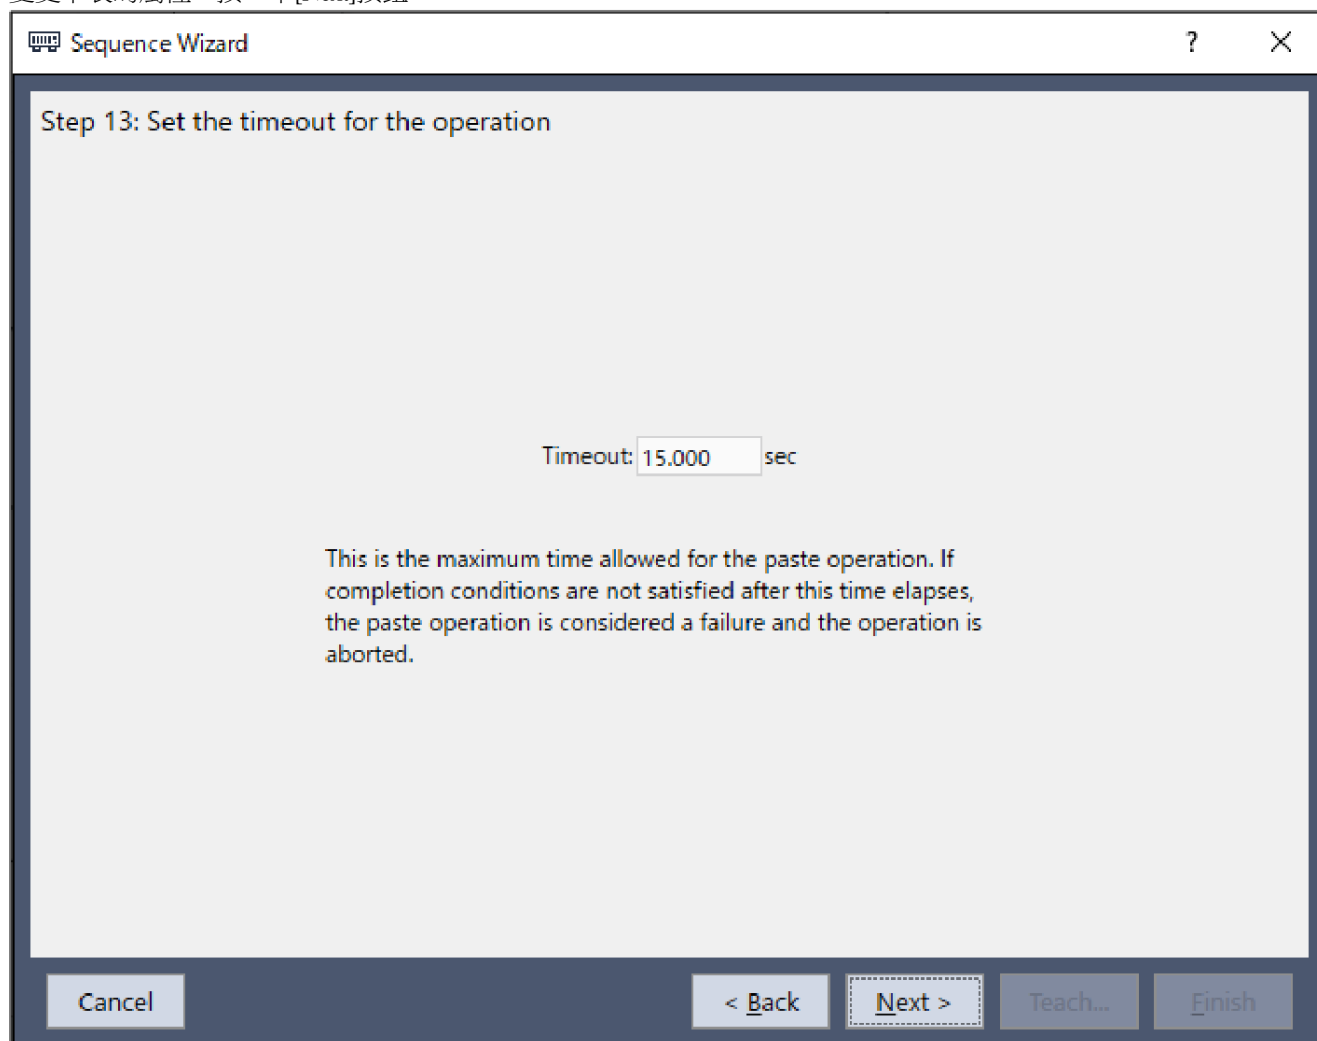 Sequence Wizard
?
Step 13: Set the timeout for the operation
Timeout: 15.000 sec
This is the maximum time allowed for the paste operation. If
completion conditions are not satisfied after this time elapses,
the paste operation is considered a failure and the operation is
aborted.
Cancel
< Back
Next >
Teach...
Finish